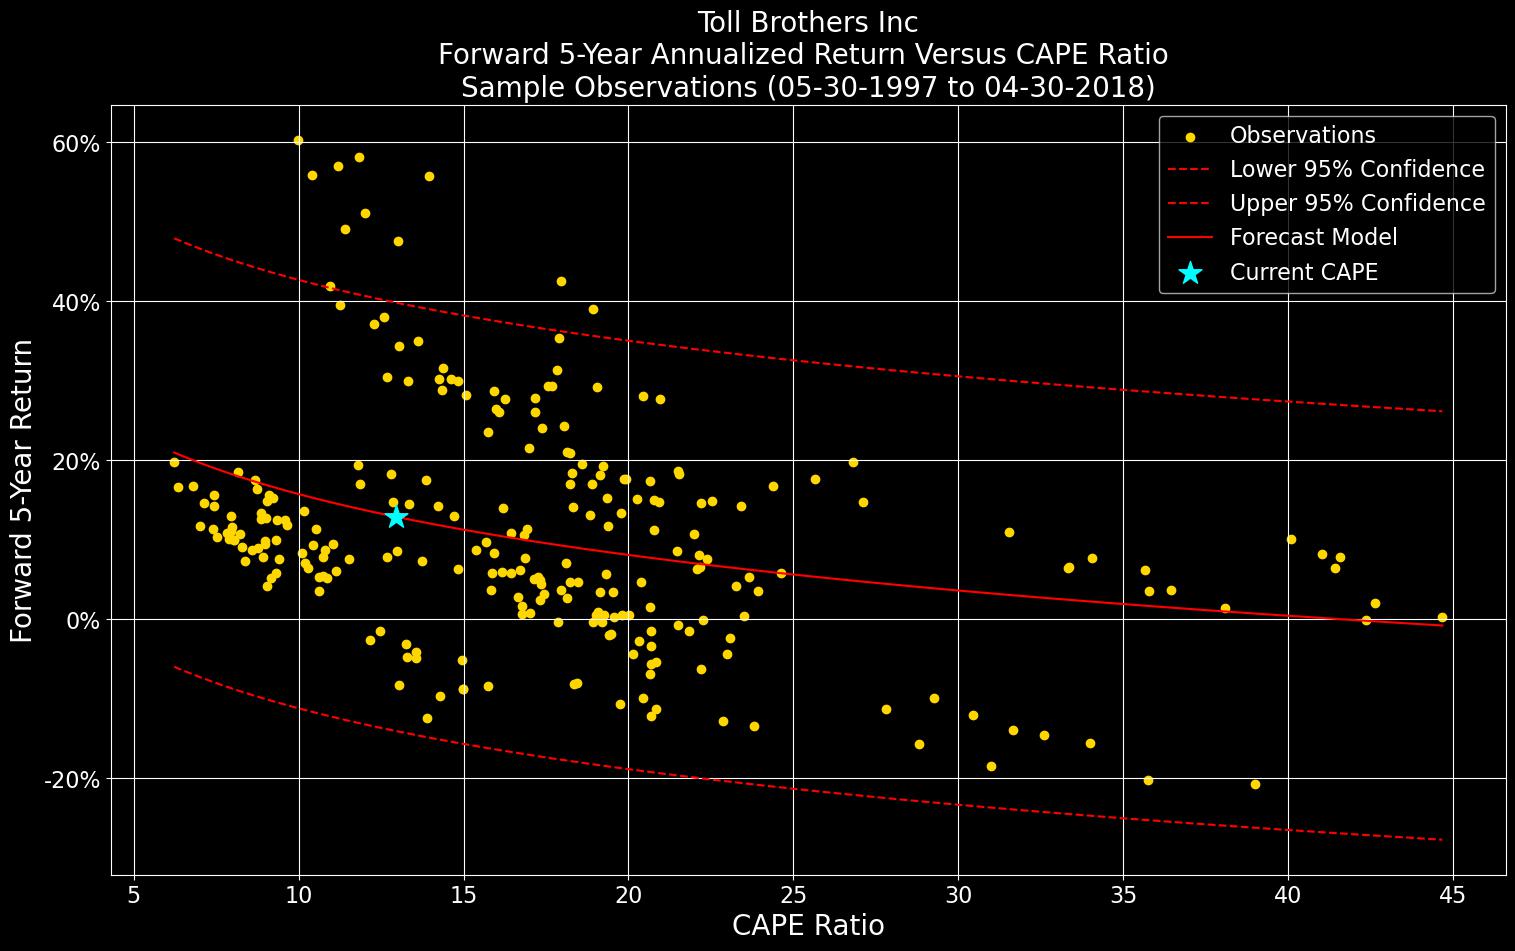 Toll Brothers Inc
Forward 5-Year Annualized Return Versus CAPE Ratio
Sample Observations (05-30-1997 to 04-30-2018)
Observations
Lower 95% Confidence
Upper 95% Confidence
Forecast Model
Current CAPE
Forward 5-Year Return
60%
40%
20%
0%
-20%
5 10 15 20 25 30 35 40 45
CAPE Ratio